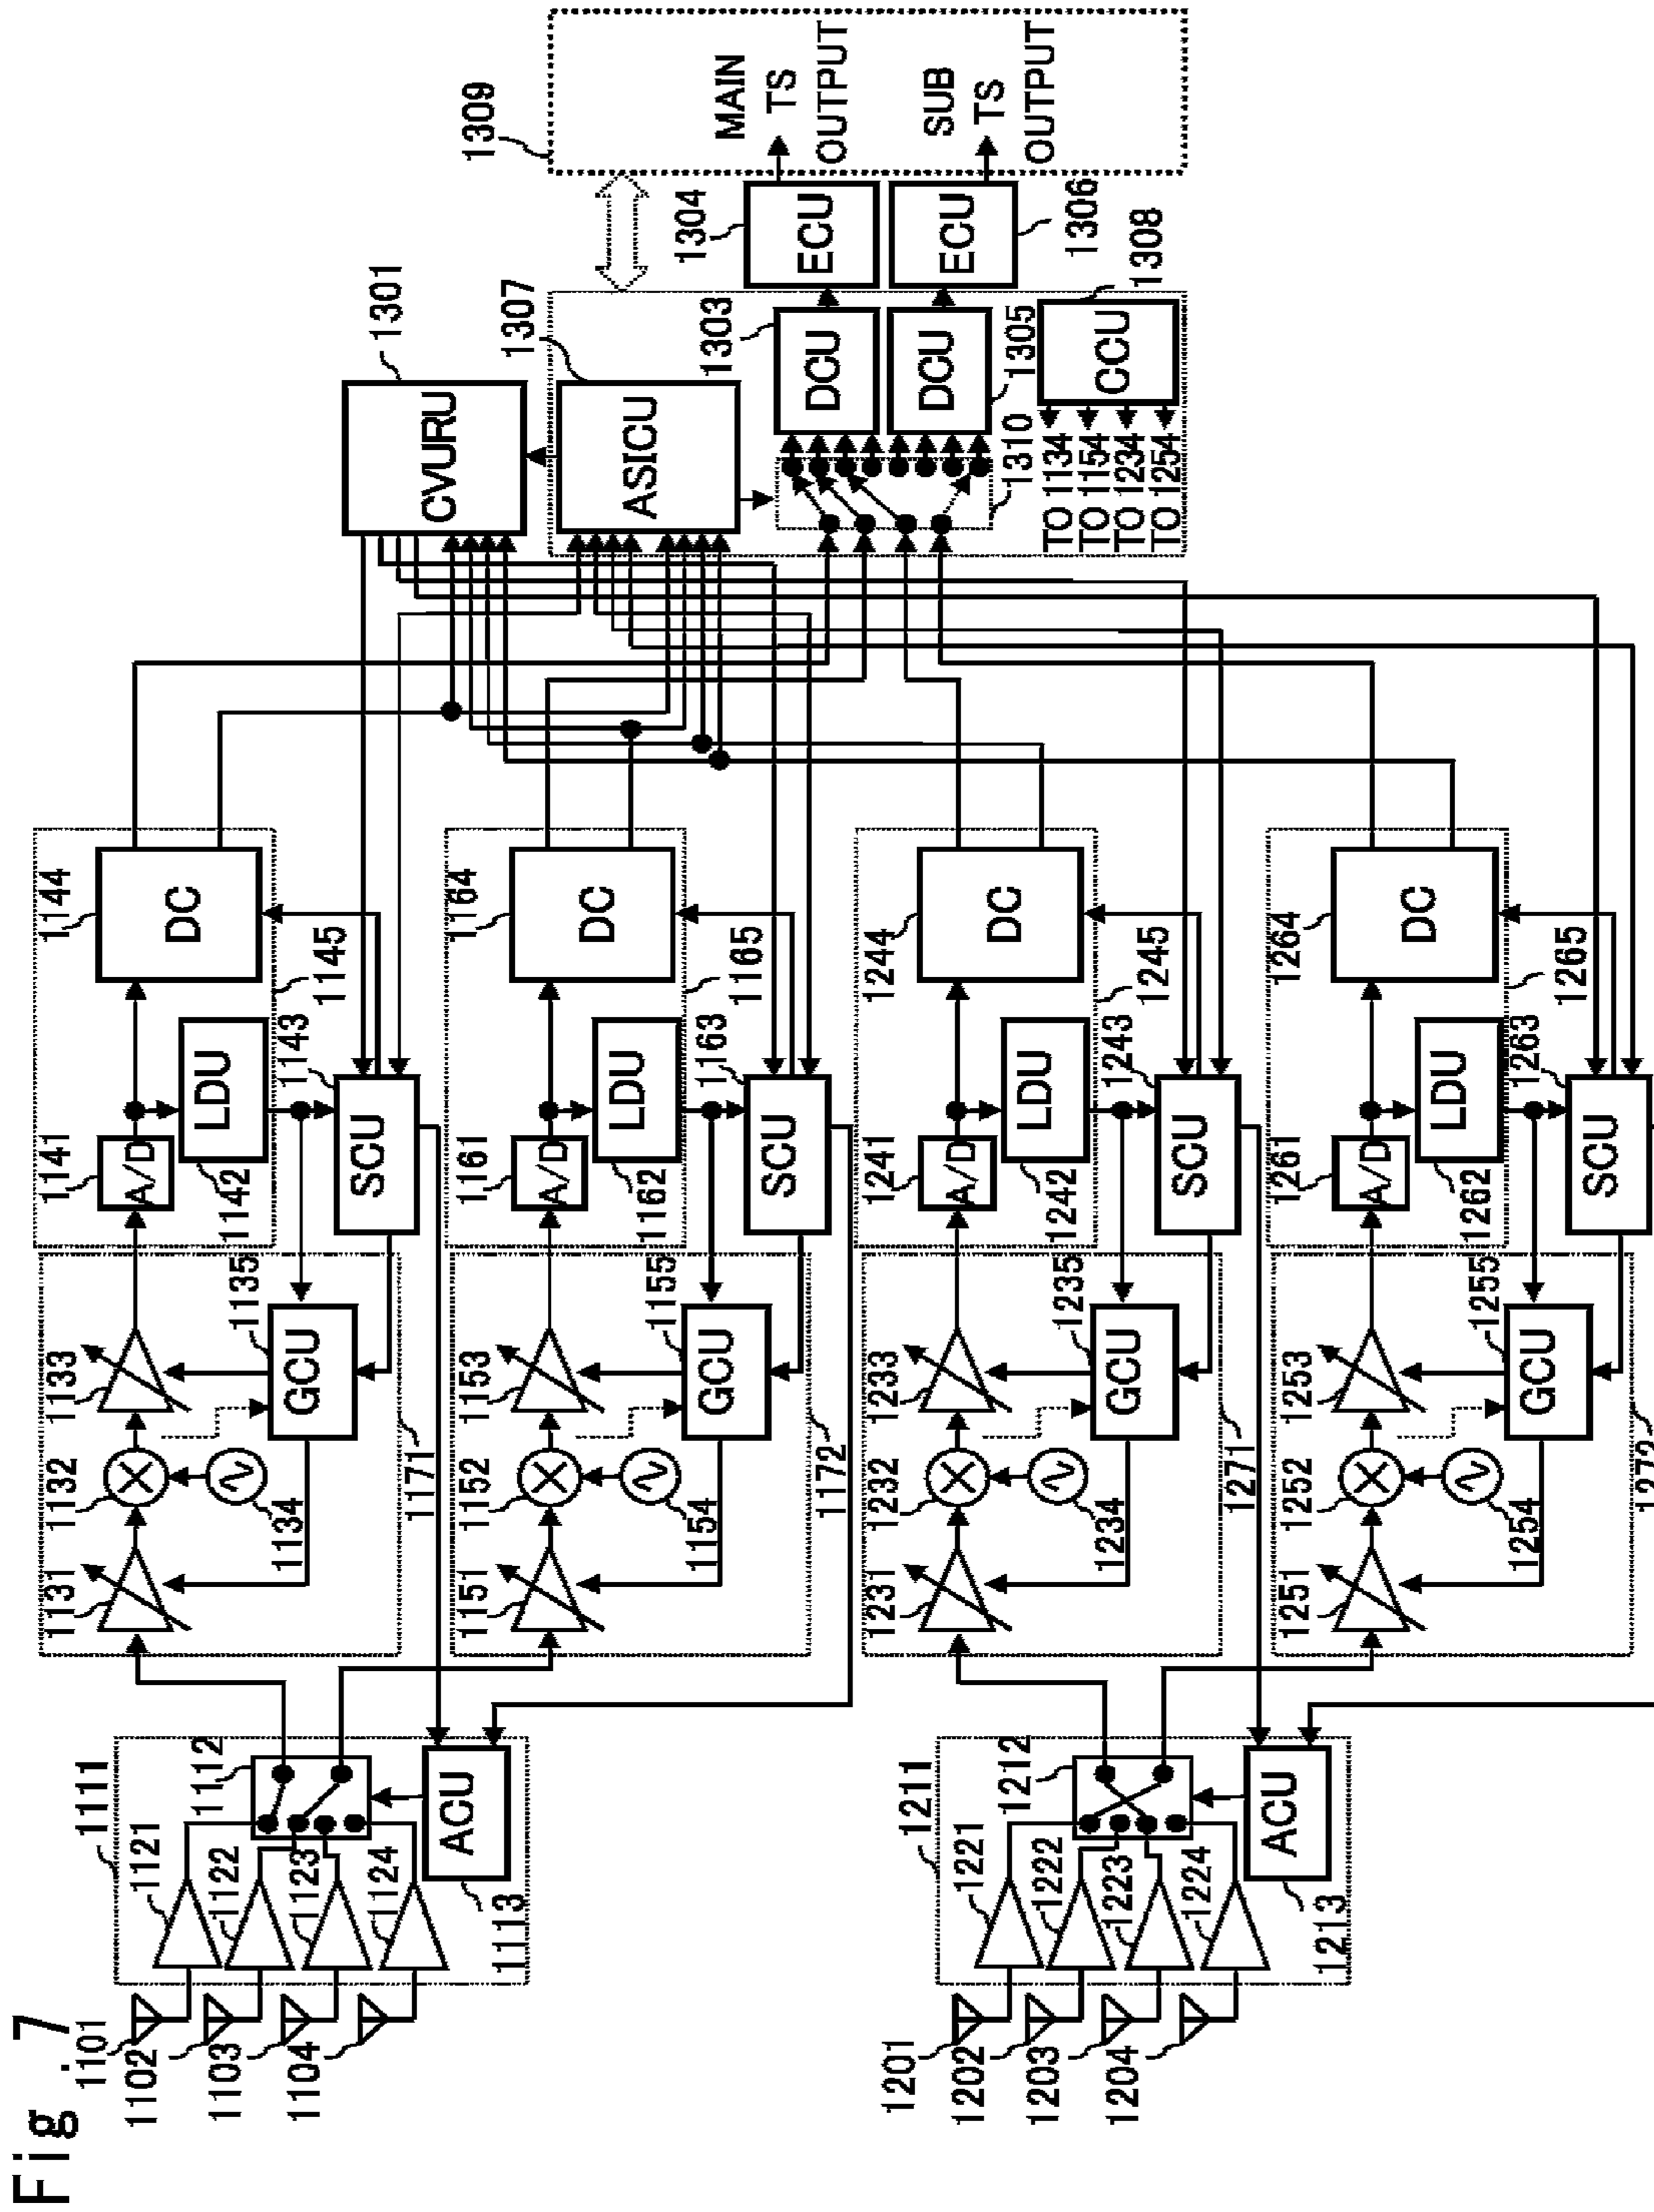 Fig.7
1101
1102
1103
1104
1111
1121
1122
1123
1124
1112
ACU
1113
1131
1132
1133
1134
1135
GCU
1171
1141
A/D
LDU
1142
1143
SCU
1144
DC
1145
1151
1152
1153
1154
1155
GCU
1172
1161
A/D
LDU
1162
1163
SCU
1164
DC
1165
1201
1202
1203
1204
1211
1221
1222
1223
1224
1212
ACU
1213
1231
1232
1233
1234
1235
GCU
1271
1241
A/D
LDU
1242
1243
SCU
1244
DC
1245
1251
1252
1253
1254
1255
GCU
1272
1261
A/D
LDU
1262
1263
SCU
1264
DC
1265
CVURU
1301
ASICU
1307
DCU
1303
DCU
1305
1310
ECU
1304
ECU
1306
CCU
1308
TO 1134
TO 1154
TO 1234
TO 1254
1309
MAIN
TS
OUTPUT
SUB
TS
OUTPUT